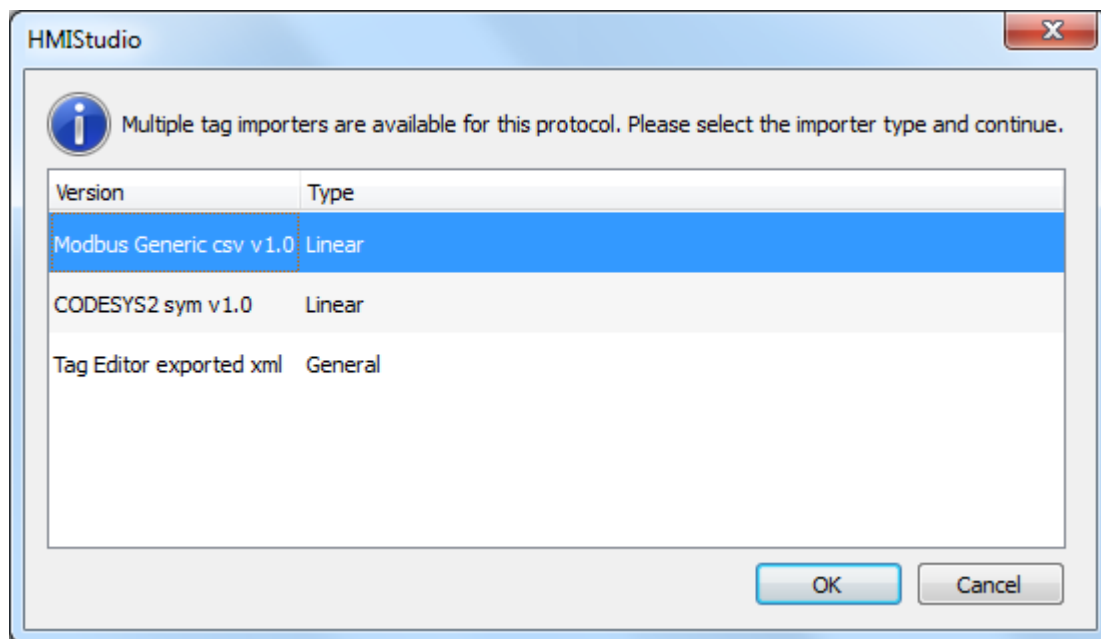 HMIStudio
Multiple tag importers are available for this protocol. Please select the importer type and continue.
Version Type
Modbus Generic csv v1.0 Linear
CODESYS2 sym v1.0 Linear
Tag Editor exported xml General
OK Cancel